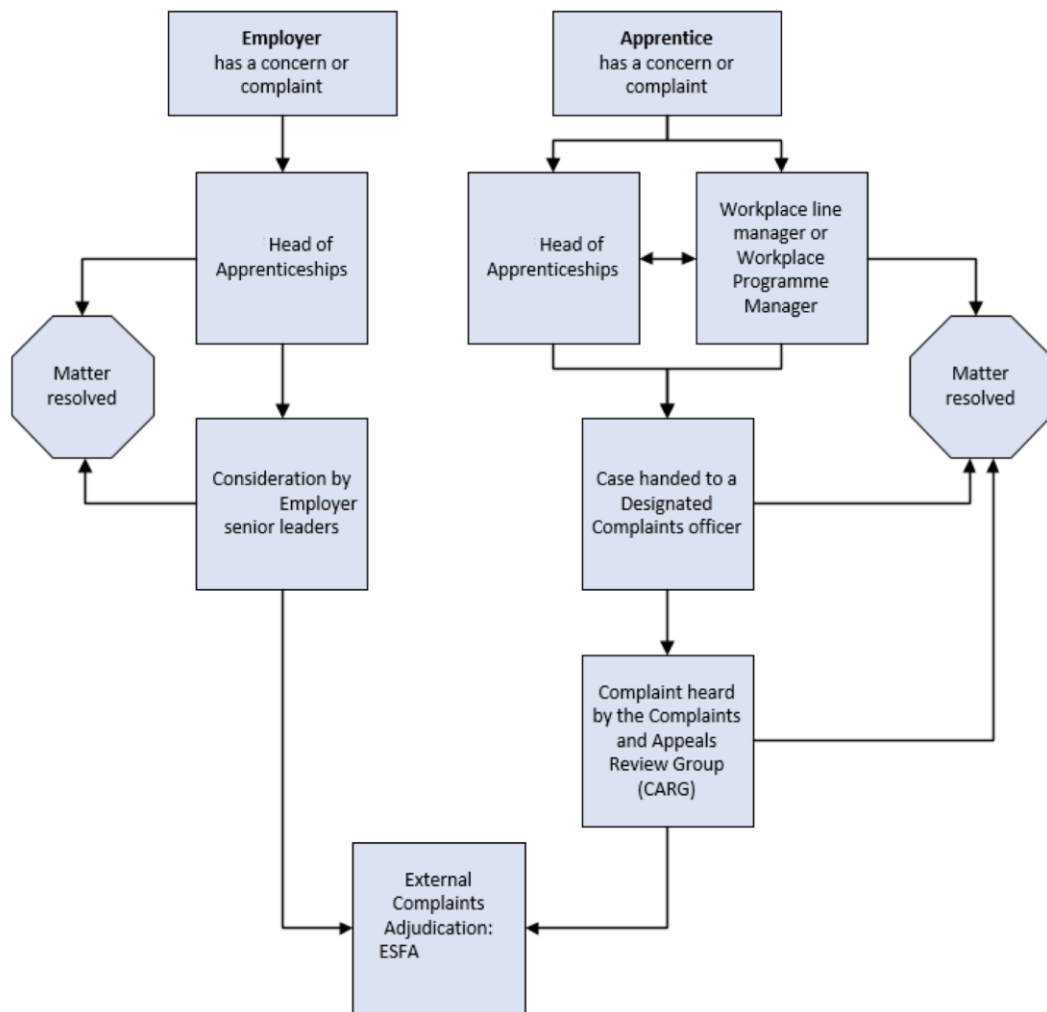 Employer
has a concern or
complaint
Apprentice
has a concern or
complaint
Head of
Apprenticeships
Head of
Apprenticeships
Workplace line
manager or
Workplace
Programme
Manager
Matter
resolved
Matter
resolved
Consideration by
Employer
senior leaders
Case handed to a
Designated
Complaints officer
Complaint heard
by the Complaints
and Appeals
Review Group
(CARG)
External
Complaints
Adjudication:
ESFA